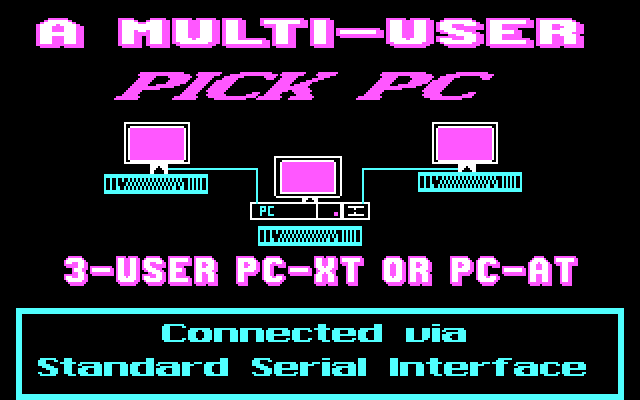 A MULTI-USER
PICK PC
PC
3-USER PC-XT OR PC-AT
Connected via
Standard Serial Interface